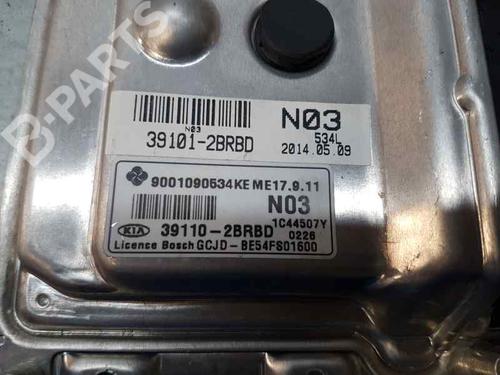 B-PARTS
N03
39101-2BRBD
N03
534L
2014.05.09
9001090534KE ME17.9.11
N03
KIA 39110-2BRBD
1C44507Y
0226
Licence Bosch GCJD-BE54FS01600